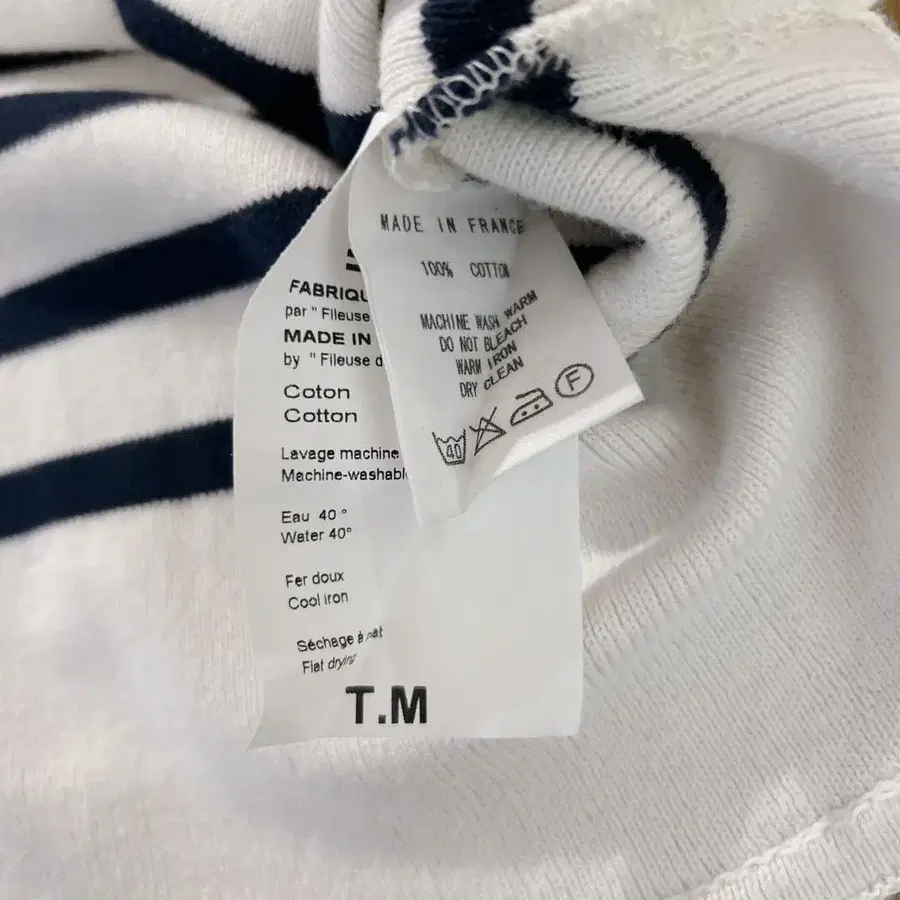 MADE IN FRANCE
100% COTTON
MACHINE WASH WARM
DO NOT BLEACH
WARM IRON
DRY CLEAN
40
F
par " Fileuse
MADE IN
by " Fileuse d
Coton
Cotton
Lavage machine
Machine-washabl
Eau 40 °
Water 40°
Fer doux
Cool iron
Séchage à plat
Flat drying
T.M